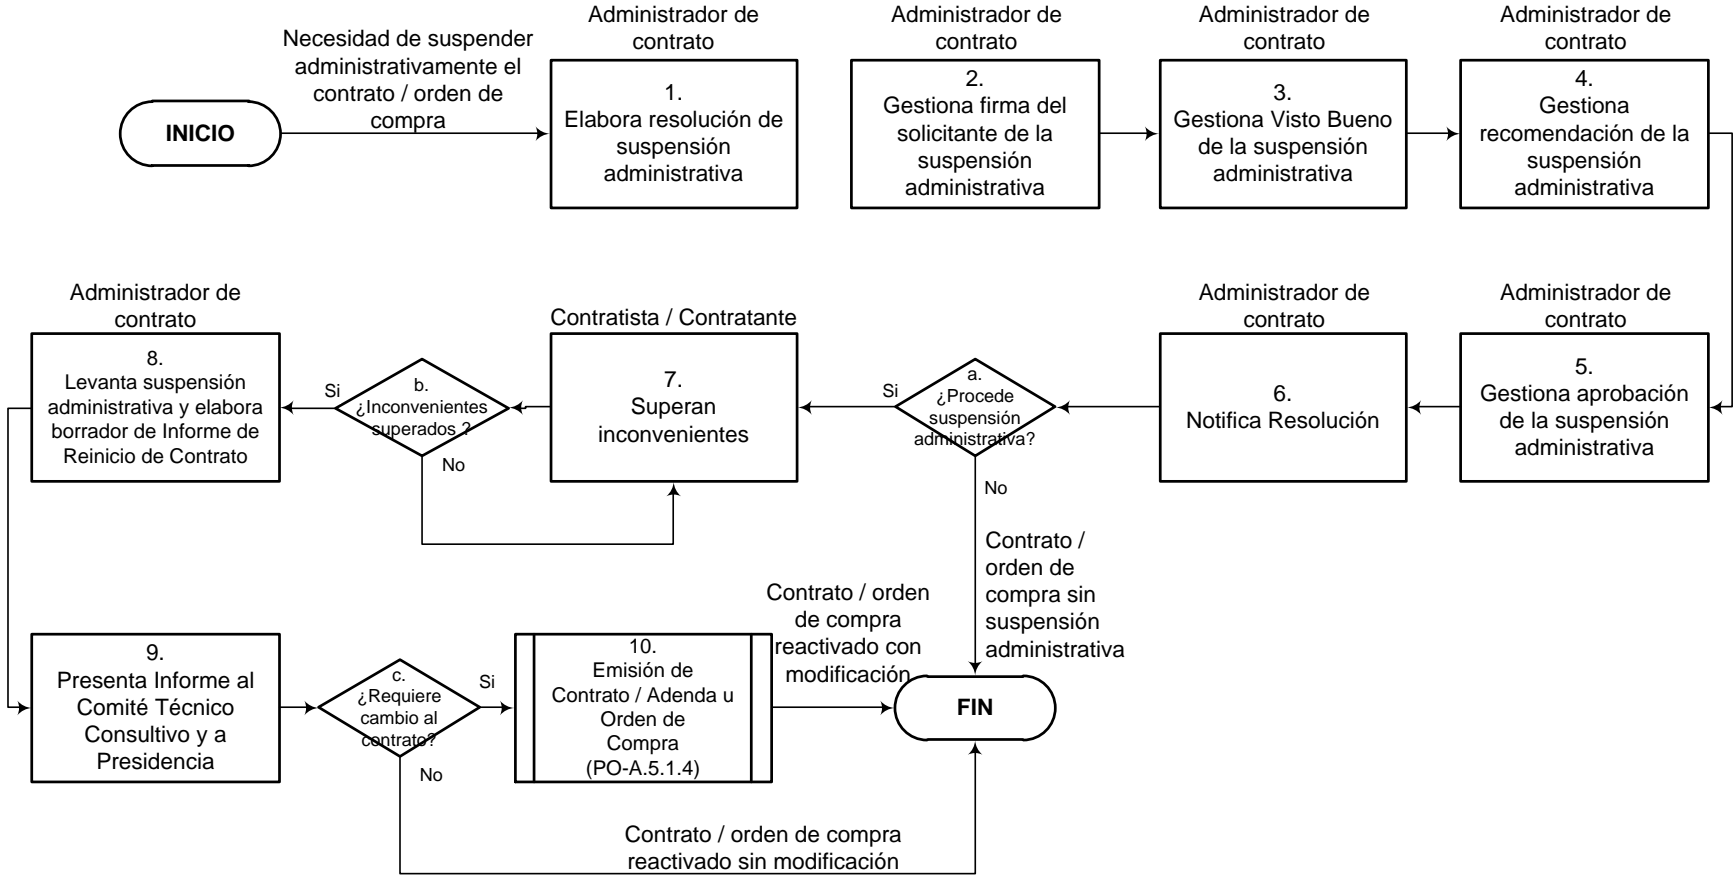 Necesidad de suspender
administrativamente el
contrato / orden de
compra
INICIO
Administrador de
contrato
1.
Elabora resolución de
suspensión
administrativa
Administrador de
contrato
2.
Gestiona firma del
solicitante de la
suspensión
administrativa
Administrador de
contrato
3.
Gestiona Visto Bueno
de la suspensión
administrativa
Administrador de
contrato
4.
Gestiona
recomendación de la
suspensión
administrativa
Administrador de
contrato
5.
Gestiona aprobación
de la suspensión
administrativa
Administrador de
contrato
6.
Notifica Resolución
a.
¿Procede
suspensión
administrativa?
Si
No
Contrato /
orden de
compra sin
suspensión
administrativa
Contratista / Contratante
7.
Superan
inconvenientes
b.
¿Inconvenientes
superados ?
Si
No
Administrador de
contrato
8.
Levanta suspensión
administrativa y elabora
borrador de Informe de
Reinicio de Contrato
9.
Presenta Informe al
Comité Técnico
Consultivo y a
Presidencia
c.
¿Requiere
cambio al
contrato?
Si
No
10.
Emisión de
Contrato / Adenda u
Orden de
Compra
(PO-A.5.1.4)
Contrato / orden
de compra
reactivado con
modificación
FIN
Contrato / orden de compra
reactivado sin modificación